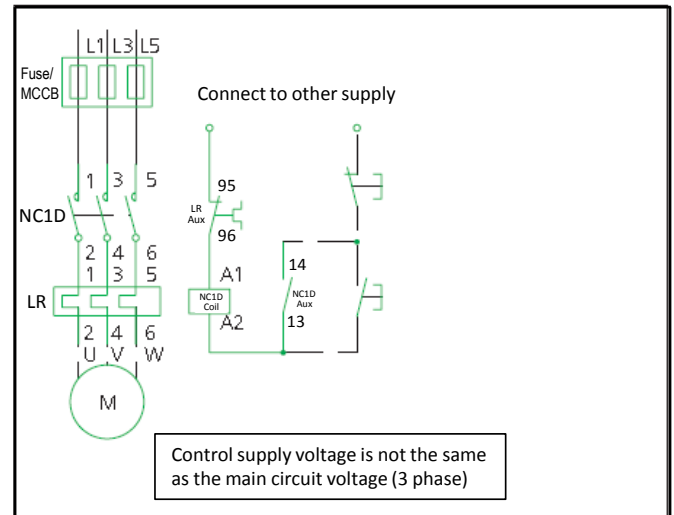 L1 L3 L5
Fuse/
MCCB
Connect to other supply
1 3 5
NC1D
2 4 6
1 3 5
LR
2 4 6
U V W
M
95
LR
Aux
96
A1
NC1D
Coil
A2
14
NC1D
Aux
13
Control supply voltage is not the same
as the main circuit voltage (3 phase)